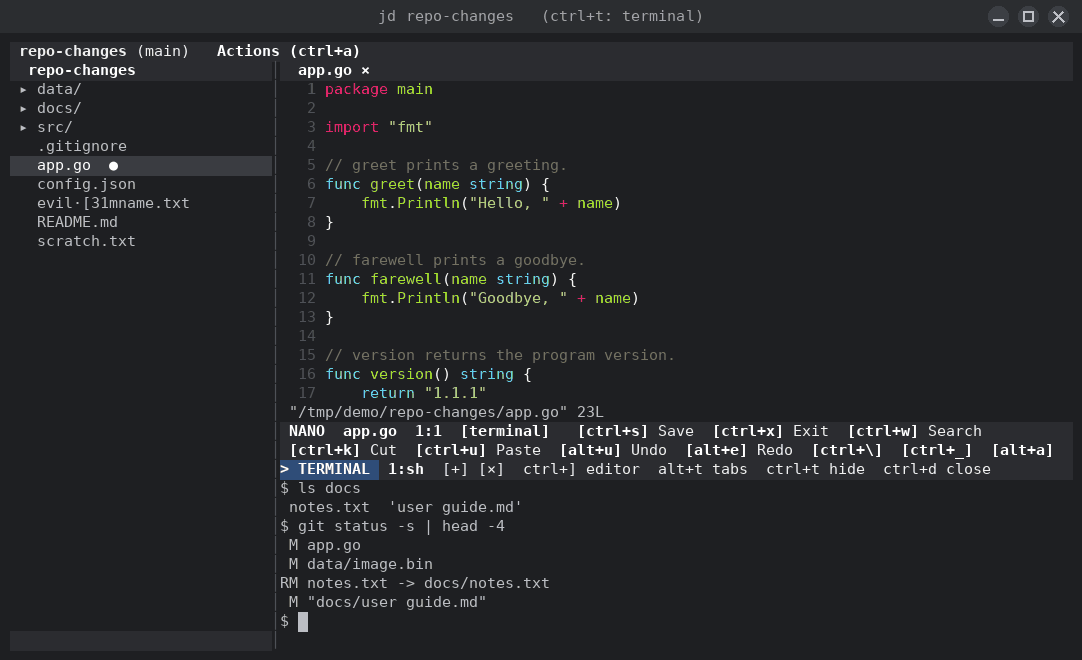 jd repo-changes   (ctrl+t: terminal)
repo-changes (main)   Actions (ctrl+a)
repo-changes
▸ data/
▸ docs/
▸ src/
.gitignore
app.go  ●
config.json
evil·[31mname.txt
README.md
scratch.txt
app.go ×
1 package main
2
3 import "fmt"
4
5 // greet prints a greeting.
6 func greet(name string) {
7     fmt.Println("Hello, " + name)
8 }
9
10 // farewell prints a goodbye.
11 func farewell(name string) {
12     fmt.Println("Goodbye, " + name)
13 }
14
15 // version returns the program version.
16 func version() string {
17     return "1.1.1"
"/tmp/demo/repo-changes/app.go" 23L
NANO  app.go  1:1  [terminal]   [ctrl+s] Save  [ctrl+x] Exit  [ctrl+w] Search
[ctrl+k] Cut  [ctrl+u] Paste  [alt+u] Undo  [alt+e] Redo  [ctrl+\]  [ctrl+_]  [alt+a]
> TERMINAL  1:sh  [+] [×]  ctrl+] editor  alt+t tabs  ctrl+t hide  ctrl+d close
$ ls docs
notes.txt  'user guide.md'
$ git status -s | head -4
 M app.go
 M data/image.bin
RM notes.txt -> docs/notes.txt
 M "docs/user guide.md"
$